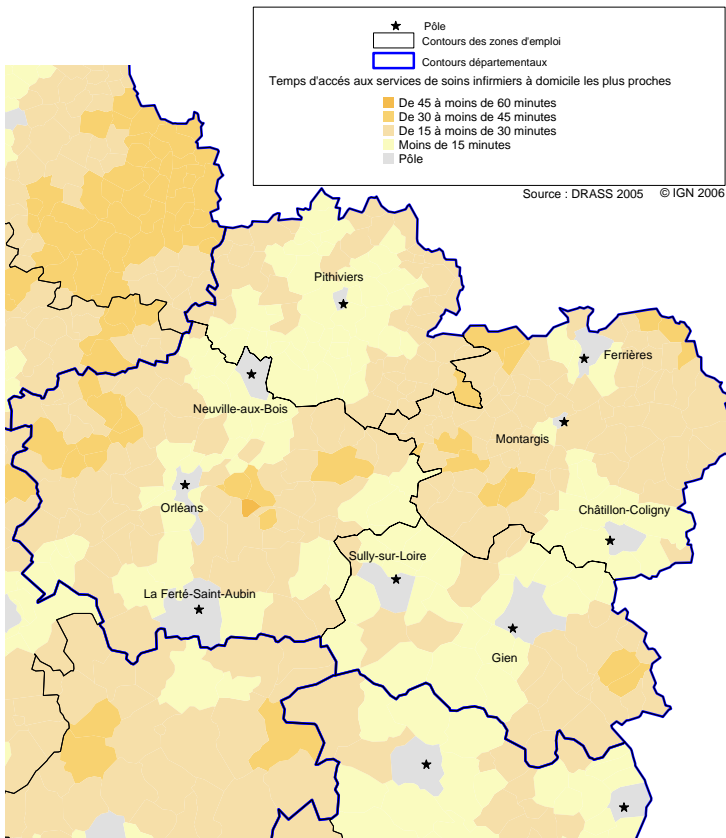 Pôle
Contours des zones d'emploi
Contours départementaux
Temps d'accés aux services de soins infirmiers à domicile les plus proches
De 45 à moins de 60 minutes
De 30 à moins de 45 minutes
De 15 à moins de 30 minutes
Moins de 15 minutes
Pôle
Source : DRASS 2005 © IGN 2006
Pithiviers
Ferrières
Neuville-aux-Bois
Montargis
Orléans
Châtillon-Coligny
Sully-sur-Loire
La Ferté-Saint-Aubin
Gien